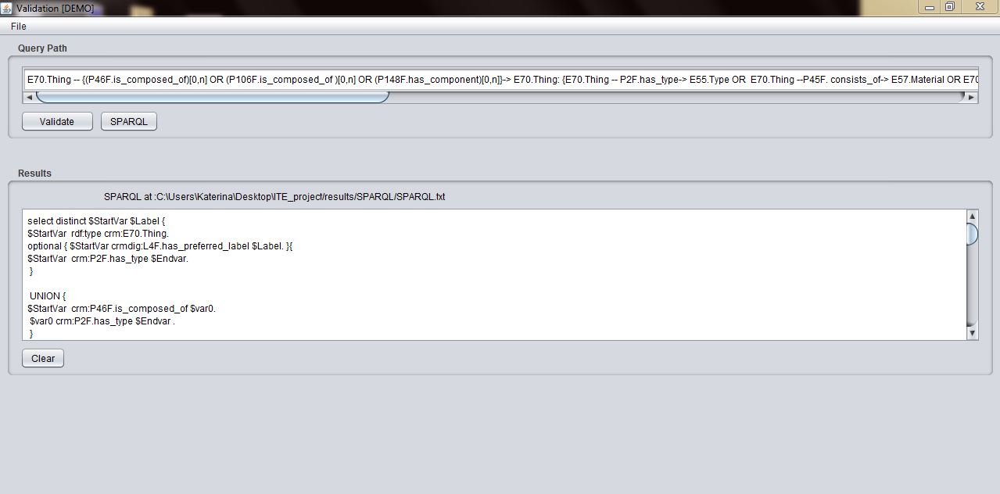 Validation [DEMO]
File
Query Path
E70.Thing -- {(P46F.is_composed_of)[0,n] OR (P106F.is_composed_of )[0,n] OR (P148F.has_component)[0,n]}-> E70.Thing: {E70.Thing -- P2F.has_type-> E55.Type OR  E70.Thing --P45F. consists_of-> E57.Material OR E70
Validate SPARQL
Results
SPARQL at :C:\Users\Katerina\Desktop\ITE_project/results/SPARQL/SPARQL.txt
select distinct $StartVar $Label {
$StartVar  rdf:type crm:E70.Thing.
optional { $StartVar crmdig:L4F.has_preferred_label $Label. }{
$StartVar  crm:P2F.has_type $Endvar.
}
UNION {
$StartVar  crm:P46F.is_composed_of $var0.
$var0 crm:P2F.has_type $Endvar .
}
Clear